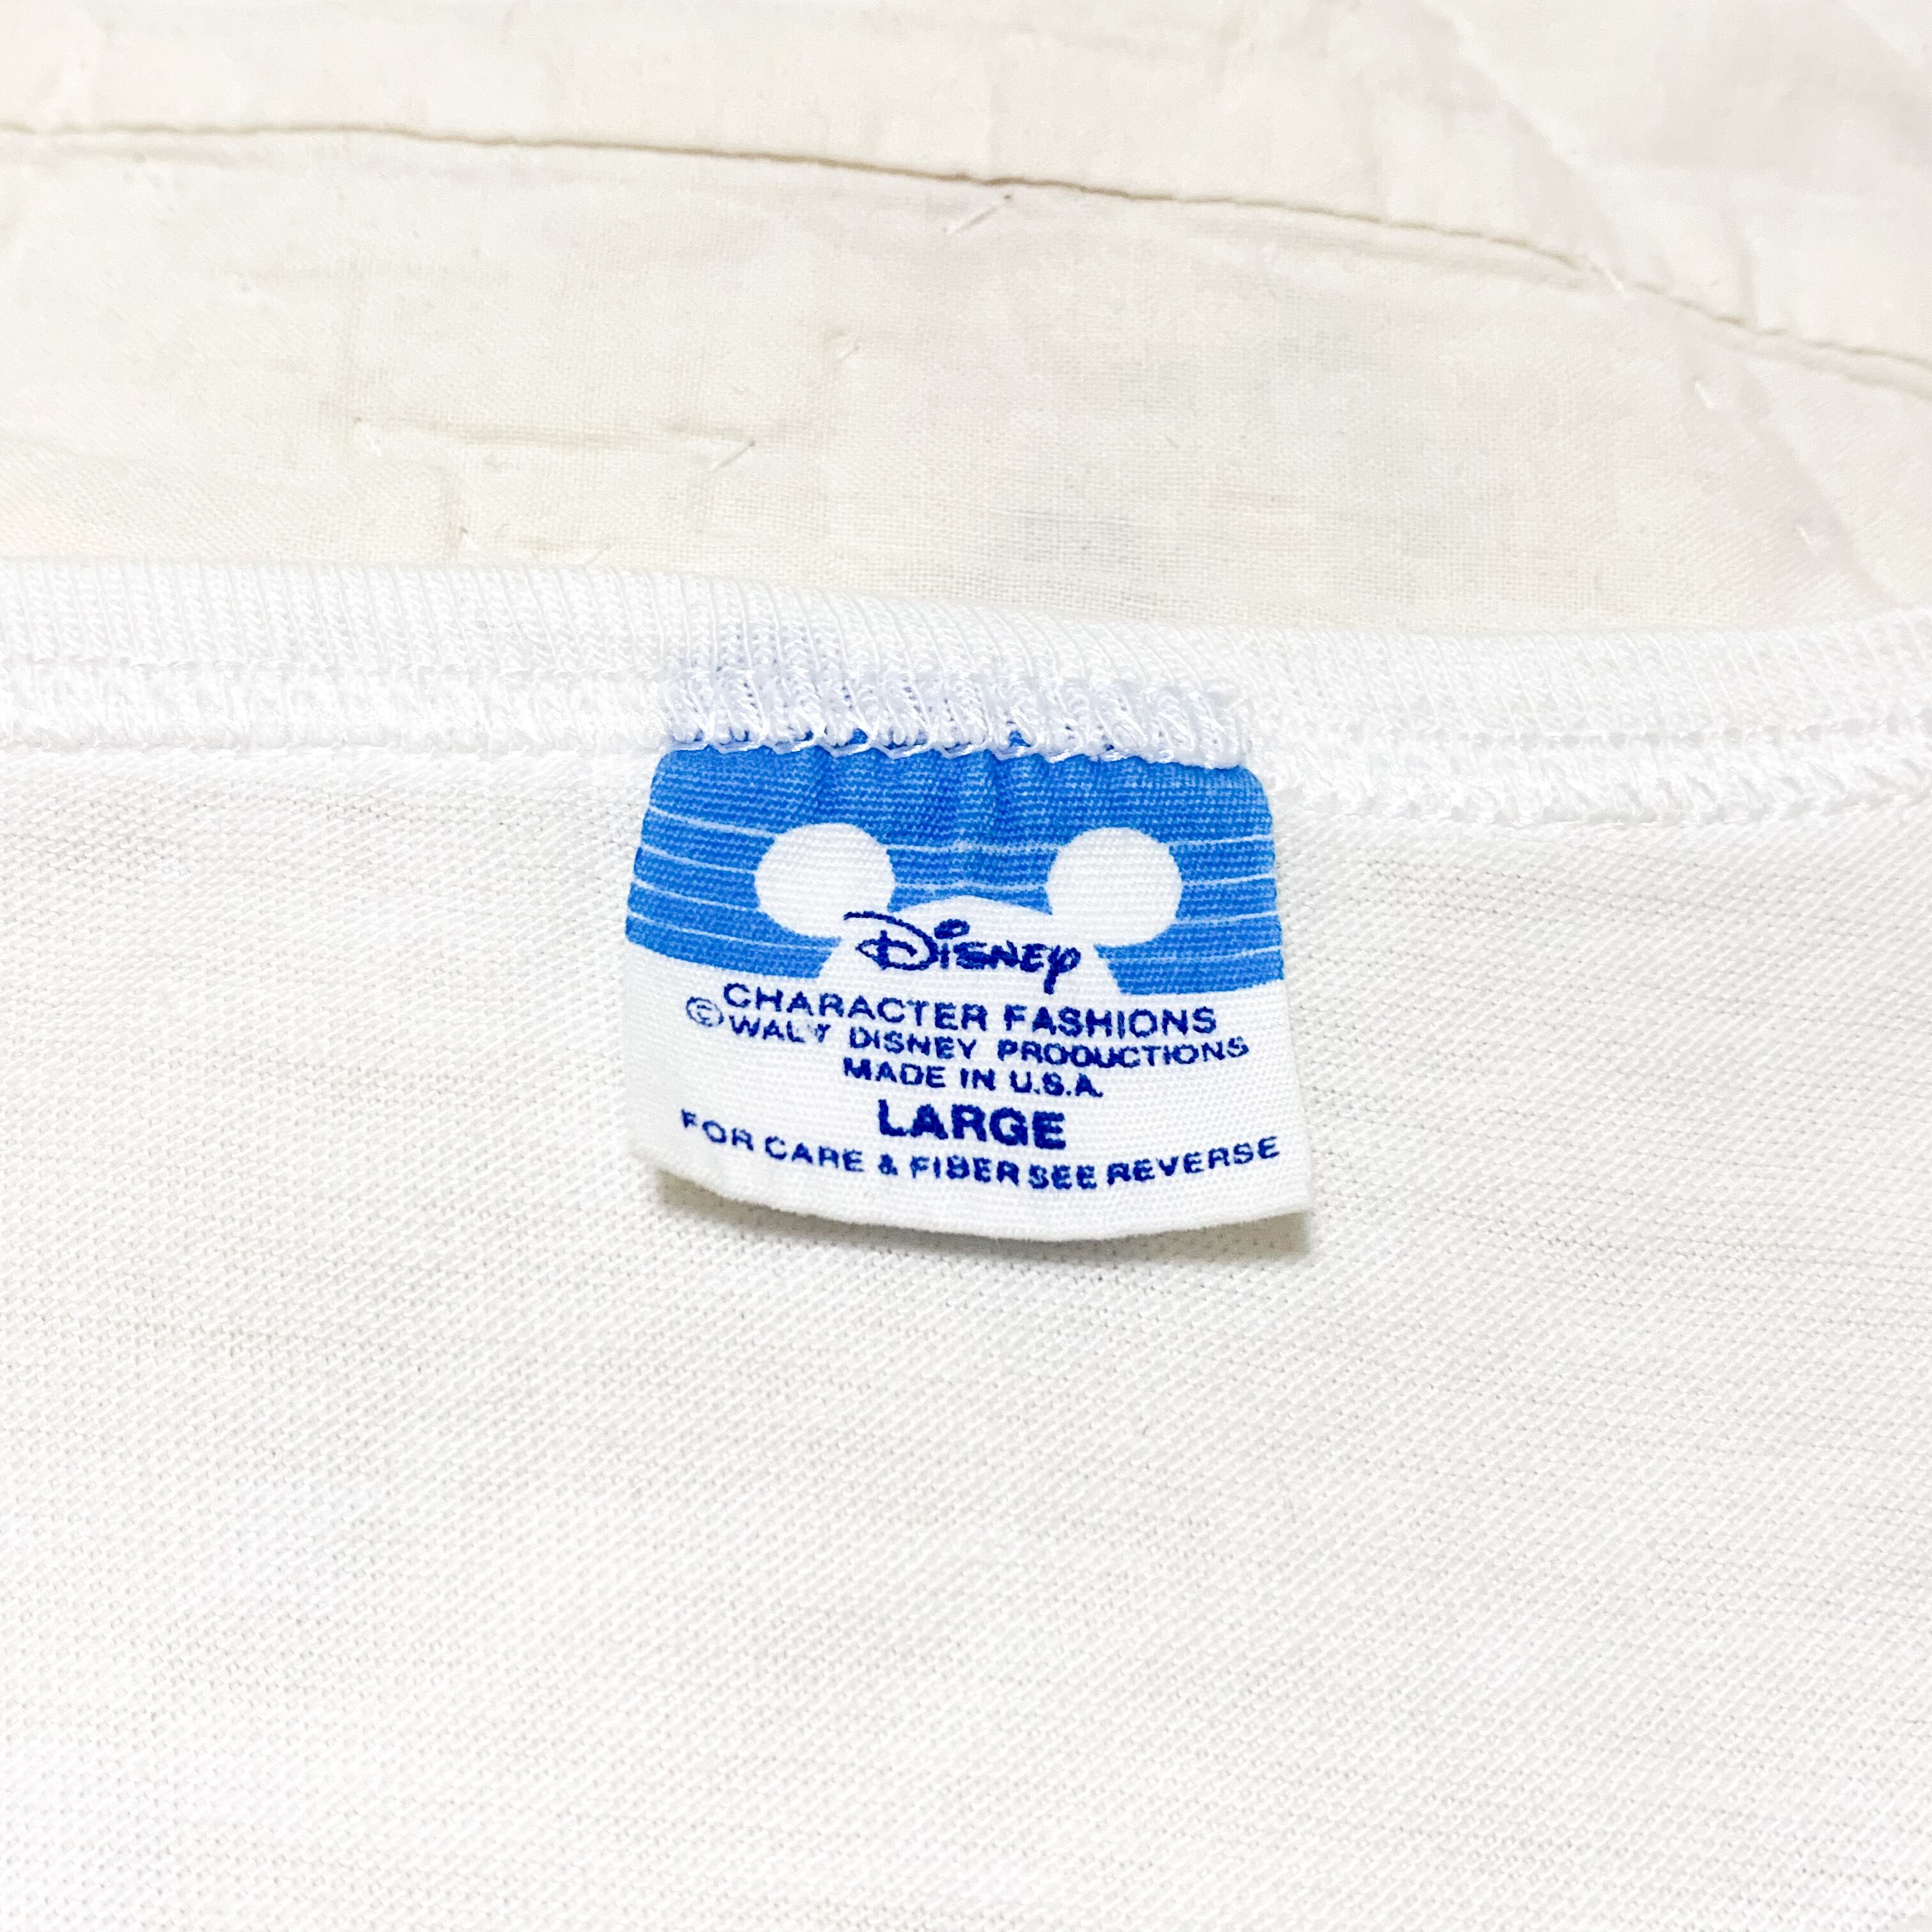 Disney
CHARACTER FASHIONS
©WALT DISNEY PRODUCTIONS
MADE IN U.S.A.
LARGE
FOR CARE & FIBER SEE REVERSE